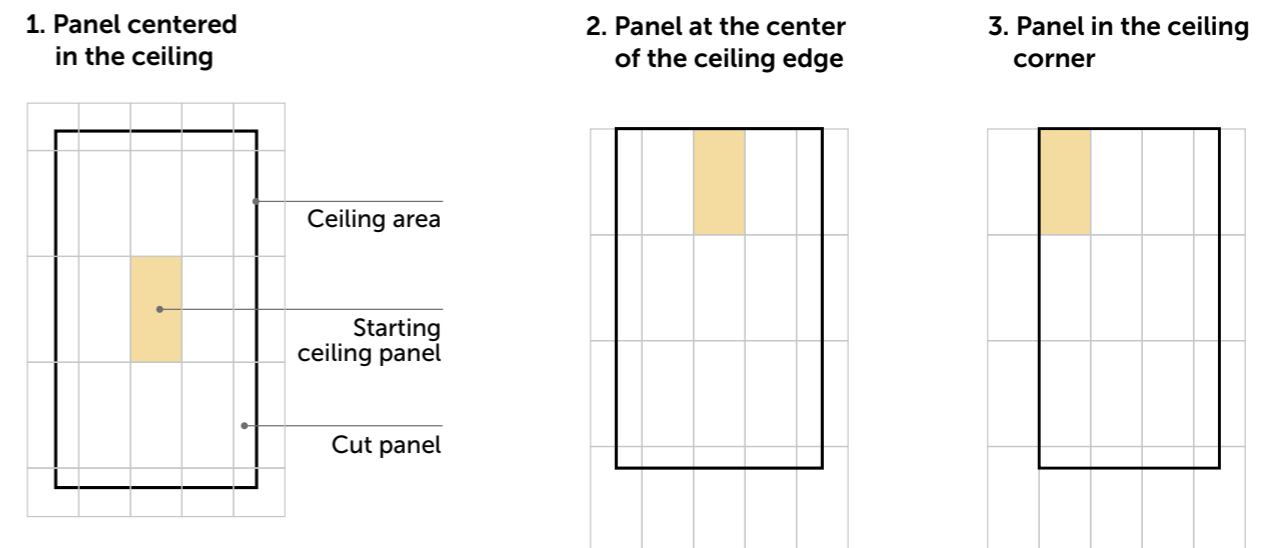 1. Panel centered
in the ceiling
Ceiling area
Starting
ceiling panel
Cut panel
2. Panel at the center
of the ceiling edge
3. Panel in the ceiling
corner